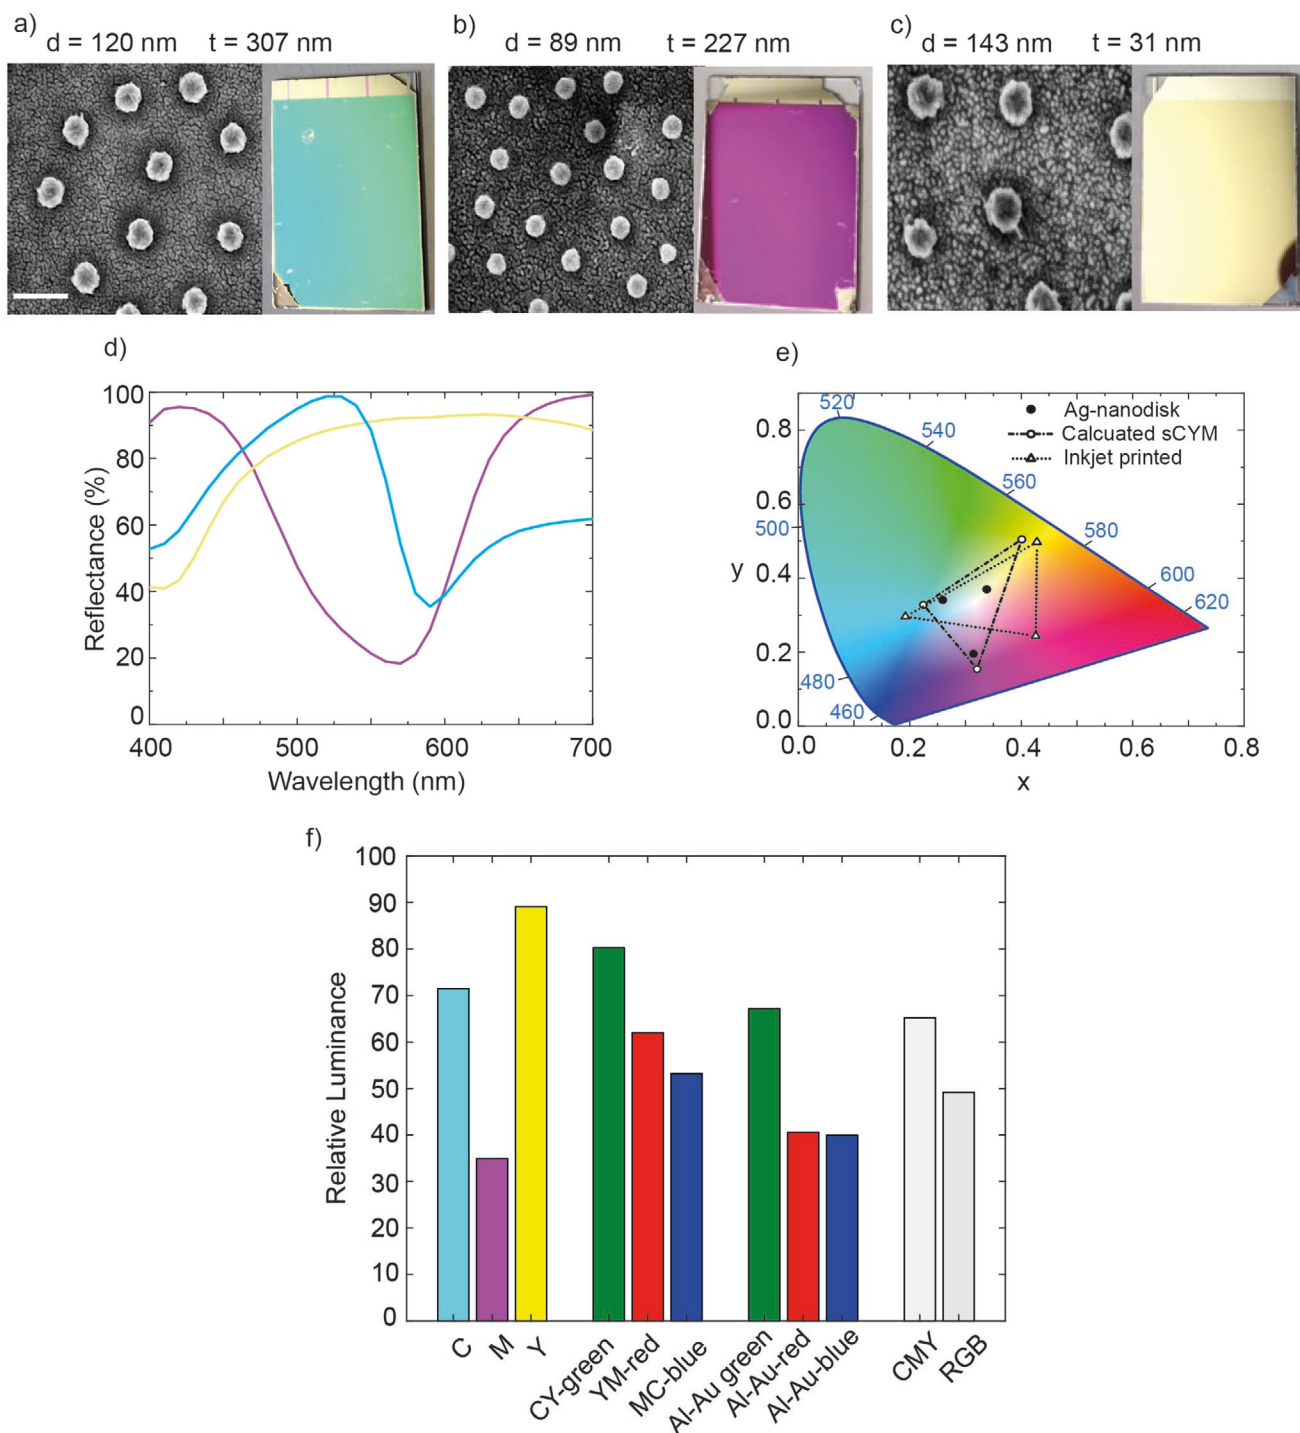 a)
d = 120 nm t = 307 nm
b)
d = 89 nm t = 227 nm
c)
d = 143 nm t = 31 nm
d)
100
80
60
40
20
0
Reflectance (%)
400 500 600 700
Wavelength (nm)
e)
0.8
0.6
0.4
0.2
0.0
y
0.0 0.2 0.4 0.6 0.8
x
520
540
560
580
600
620
500
480
460
Ag-nanodisk
Calcuated sCYM
Inkjet printed
f)
100
90
80
70
60
50
40
30
20
10
0
Relative Luminance
C
M
Y
CY-green
YM-red
MC-blue
Al-Au green
Al-Au-red
Al-Au-blue
CMY
RGB